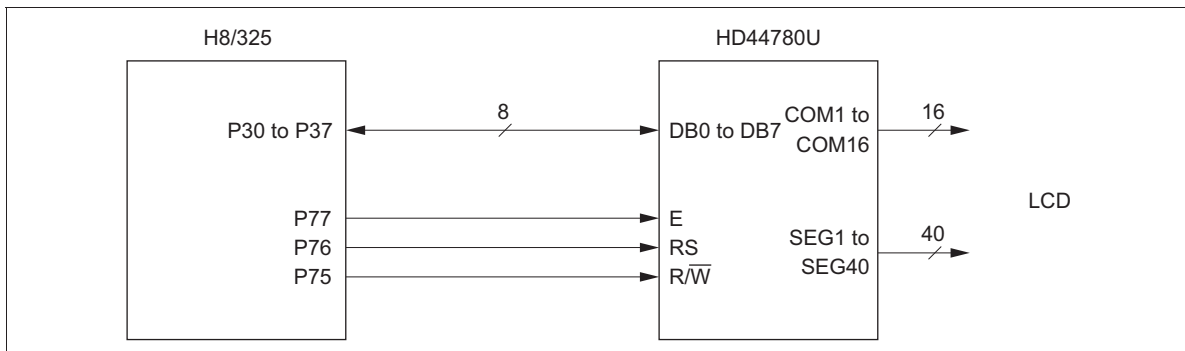 H8/325
HD44780U
P30 to P37
8
DB0 to DB7
COM1 to
COM16
16
P77
P76
P75
E
RS
R/W̅
SEG1 to
SEG40
40
LCD